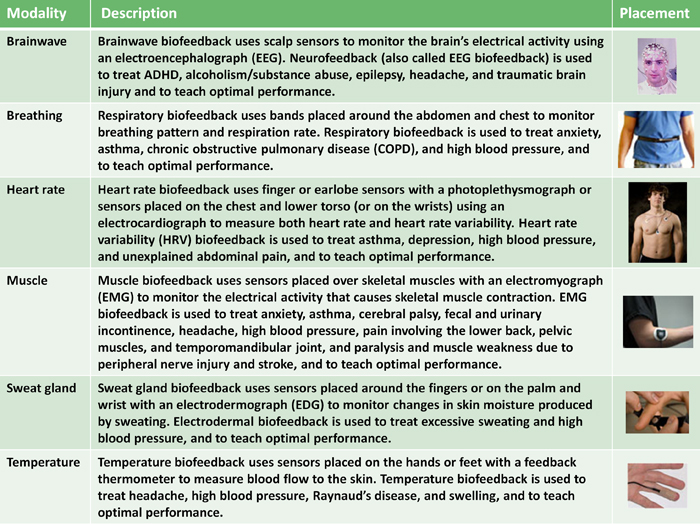 Modality Description Placement
Brainwave
Brainwave biofeedback uses scalp sensors to monitor the brain's electrical activity using
an electroencephalograph (EEG). Neurofeedback (also called EEG biofeedback) is used
to treat ADHD, alcoholism/substance abuse, epilepsy, headache, and traumatic brain
injury and to teach optimal performance.
Breathing
Respiratory biofeedback uses bands placed around the abdomen and chest to monitor
breathing pattern and respiration rate. Respiratory biofeedback is used to treat anxiety,
asthma, chronic obstructive pulmonary disease (COPD), and high blood pressure, and
to teach optimal performance.
Heart rate
Heart rate biofeedback uses finger or earlobe sensors with a photoplethysmograph or
sensors placed on the chest and lower torso (or on the wrists) using an
electrocardiograph to measure both heart rate and heart rate variability. Heart rate
variability (HRV) biofeedback is used to treat asthma, depression, high blood pressure,
and unexplained abdominal pain, and to teach optimal performance.
Muscle
Muscle biofeedback uses sensors placed over skeletal muscles with an electromyograph
(EMG) to monitor the electrical activity that causes skeletal muscle contraction. EMG
biofeedback is used to treat anxiety, asthma, cerebral palsy, fecal and urinary
incontinence, headache, high blood pressure, pain involving the lower back, pelvic
muscles, and temporomandibular joint, and paralysis and muscle weakness due to
peripheral nerve injury and stroke, and to teach optimal performance.
Sweat gland
Sweat gland biofeedback uses sensors placed around the fingers or on the palm and
wrist with an electrodermograph (EDG) to monitor changes in skin moisture produced
by sweating. Electrodermal biofeedback is used to treat excessive sweating and high
blood pressure, and to teach optimal performance.
Temperature
Temperature biofeedback uses sensors placed on the hands or feet with a feedback
thermometer to measure blood flow to the skin. Temperature biofeedback is used to
treat headache, high blood pressure, Raynaud's disease, and swelling, and to teach
optimal performance.